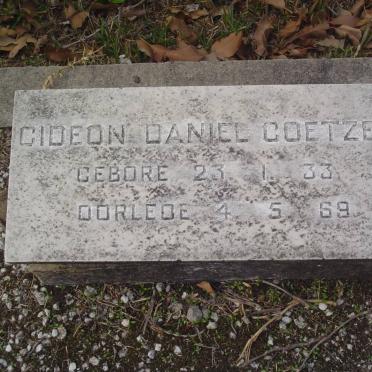 GIDEON DANIEL COETZE
GEBORE 23 1 33
OORLEDE 4 5 69